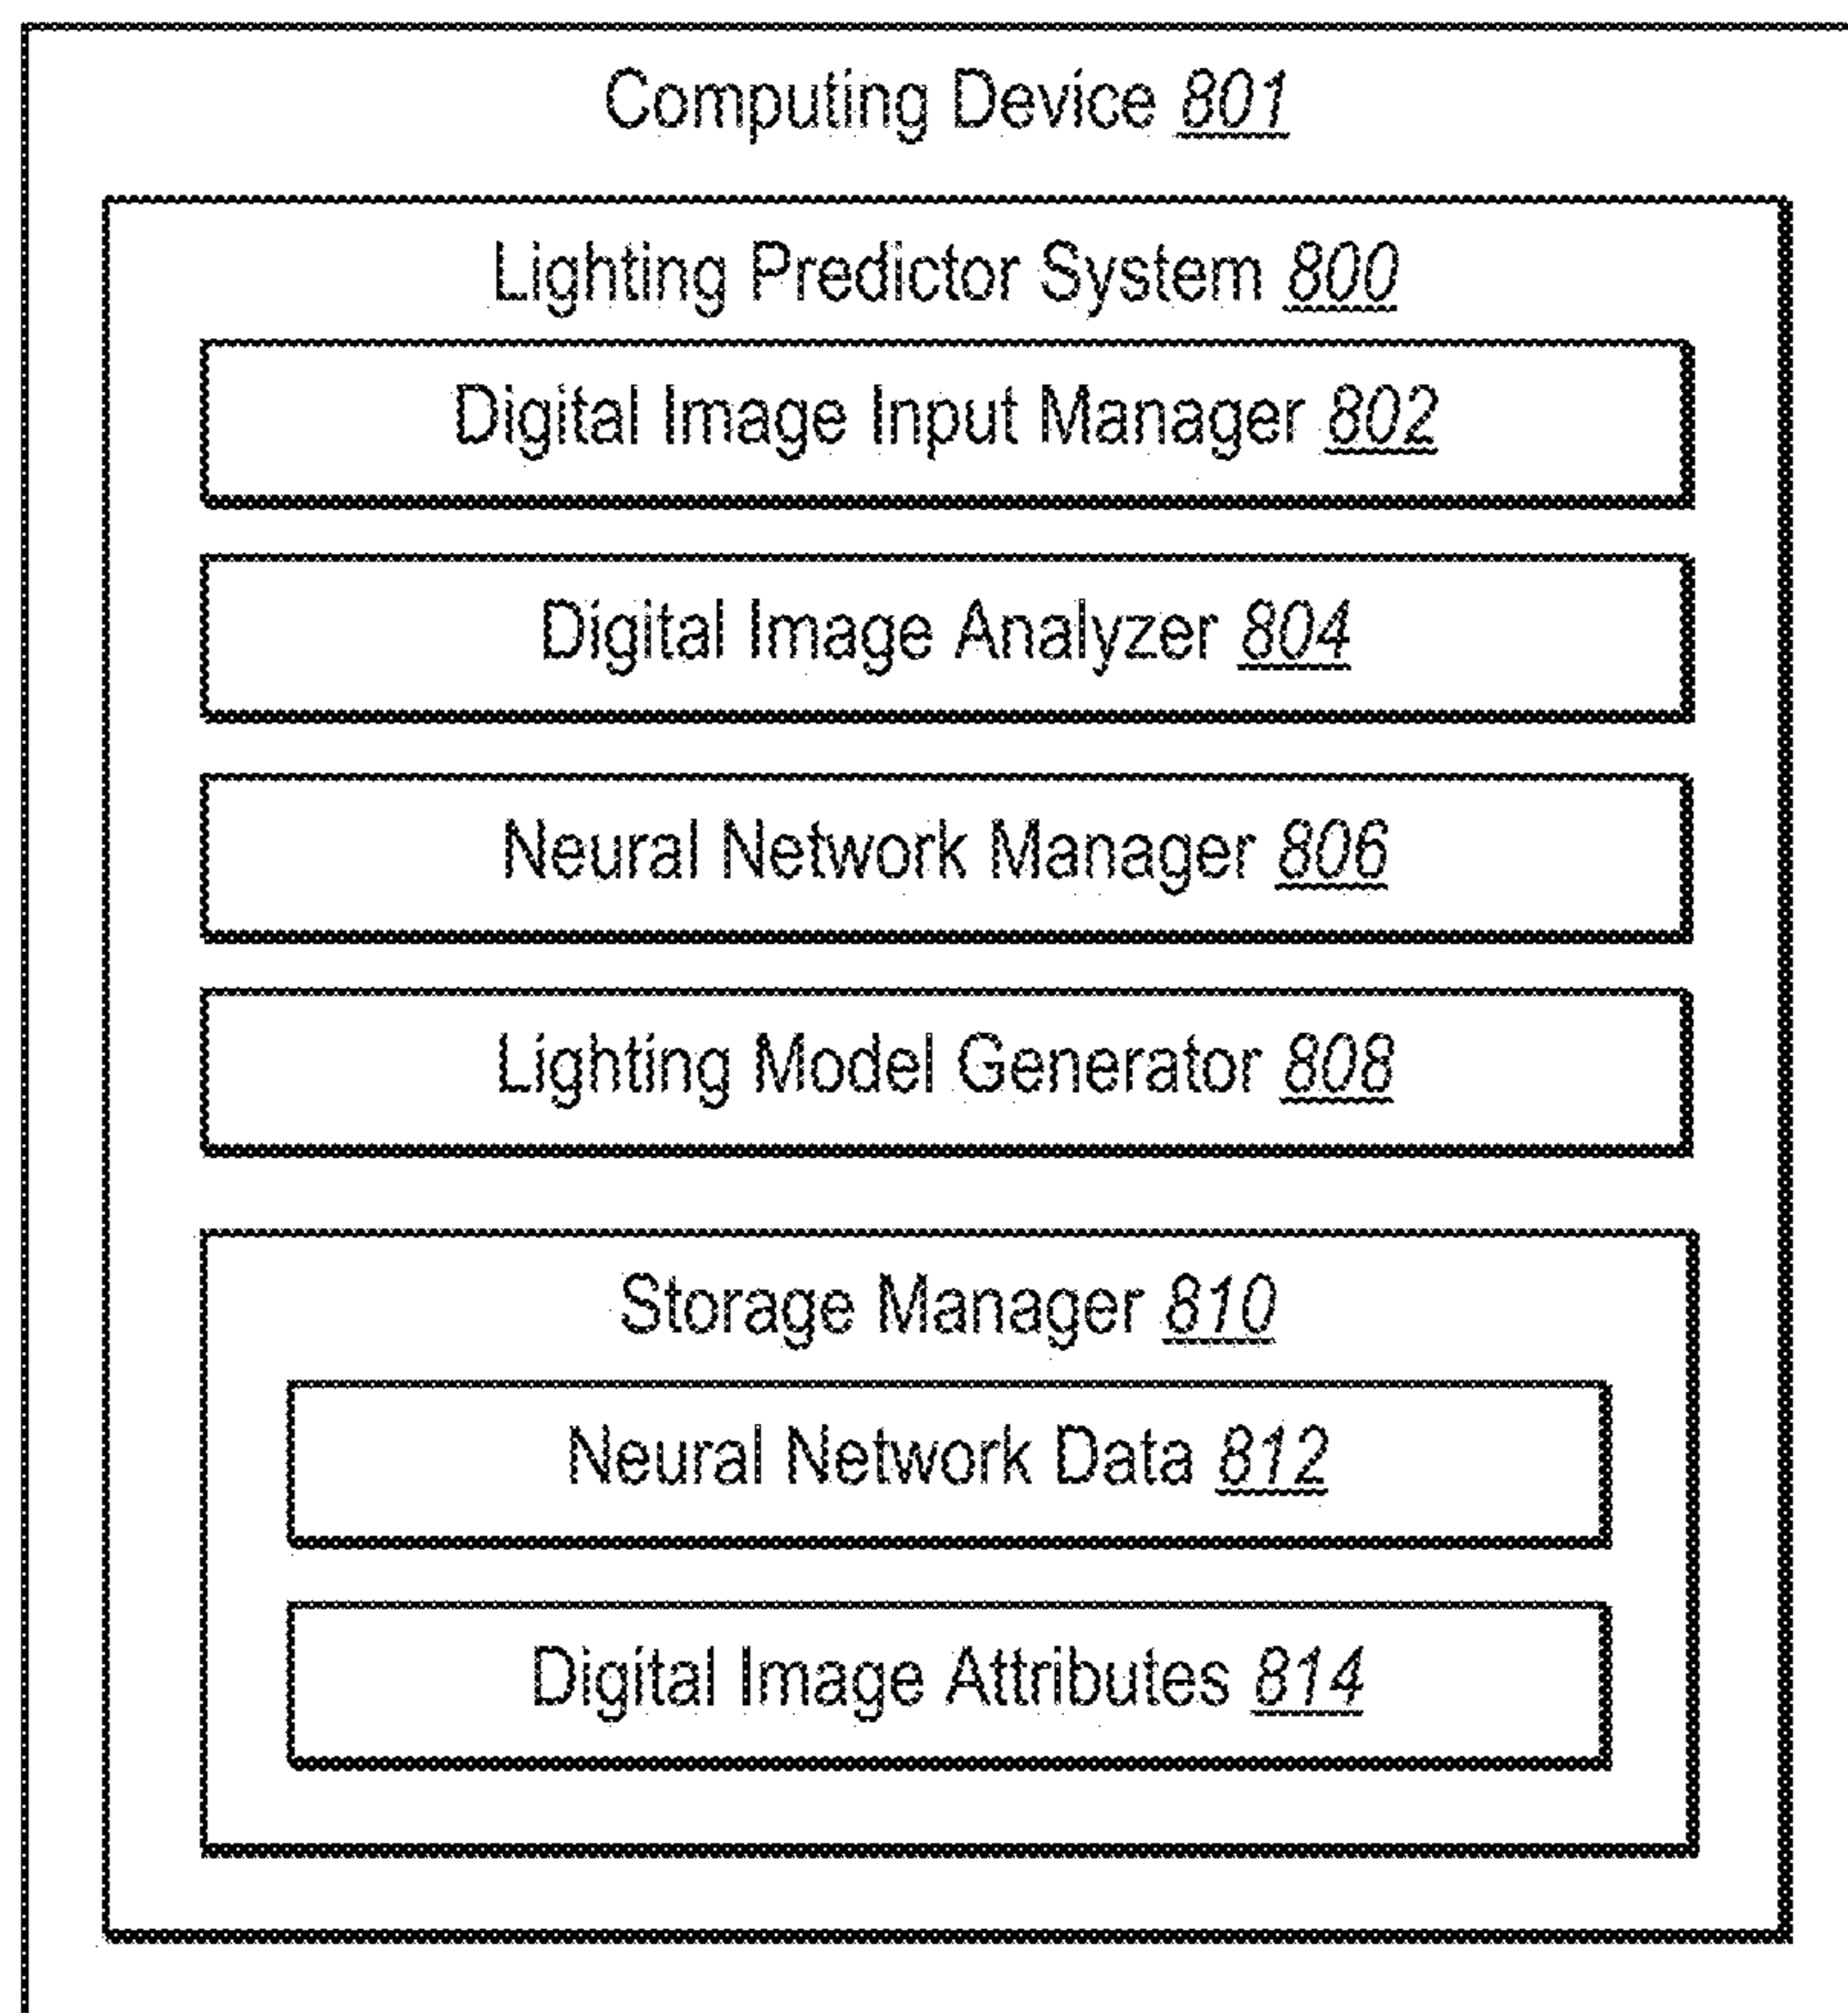 Computing Device 801
Lighting Predictor System 800
Digital Image Input Manager 802
Digital Image Analyzer 804
Neural Network Manager 806
Lighting Model Generator 808
Storage Manager 810
Neural Network Data 812
Digital Image Attributes 814